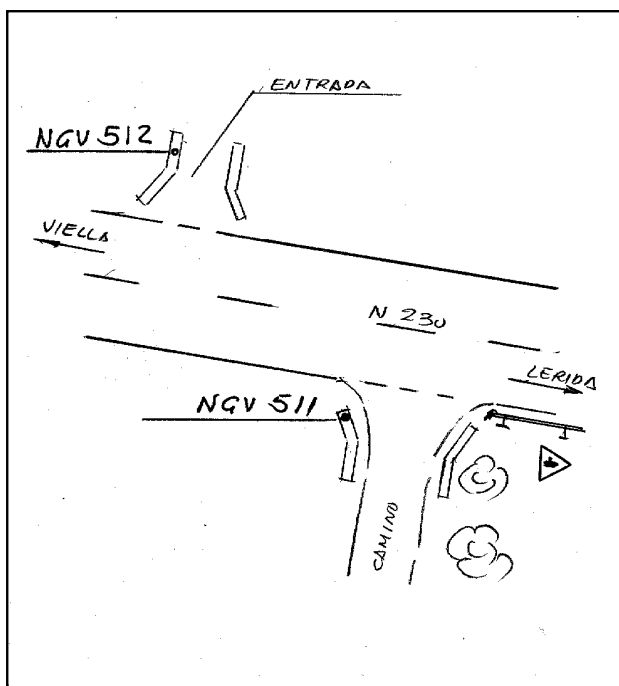 ENTRADA
NGV 512
VIELLA
N 230
LERIDA
NGV 511
CAMINO